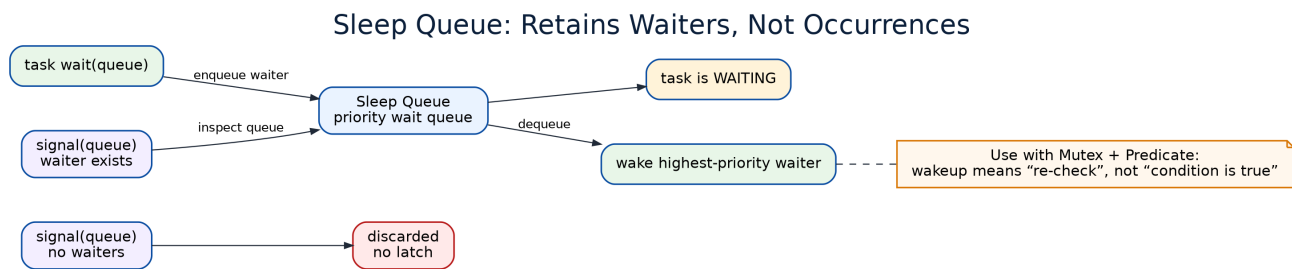 Sleep Queue: Retains Waiters, Not Occurrences
task wait(queue)
enqueue waiter
Sleep Queue
priority wait queue
task is WAITING
signal(queue)
waiter exists
inspect queue
dequeue
wake highest-priority waiter
Use with Mutex + Predicate:
wakeup means “re-check”, not “condition is true”
signal(queue)
no waiters
discarded
no latch